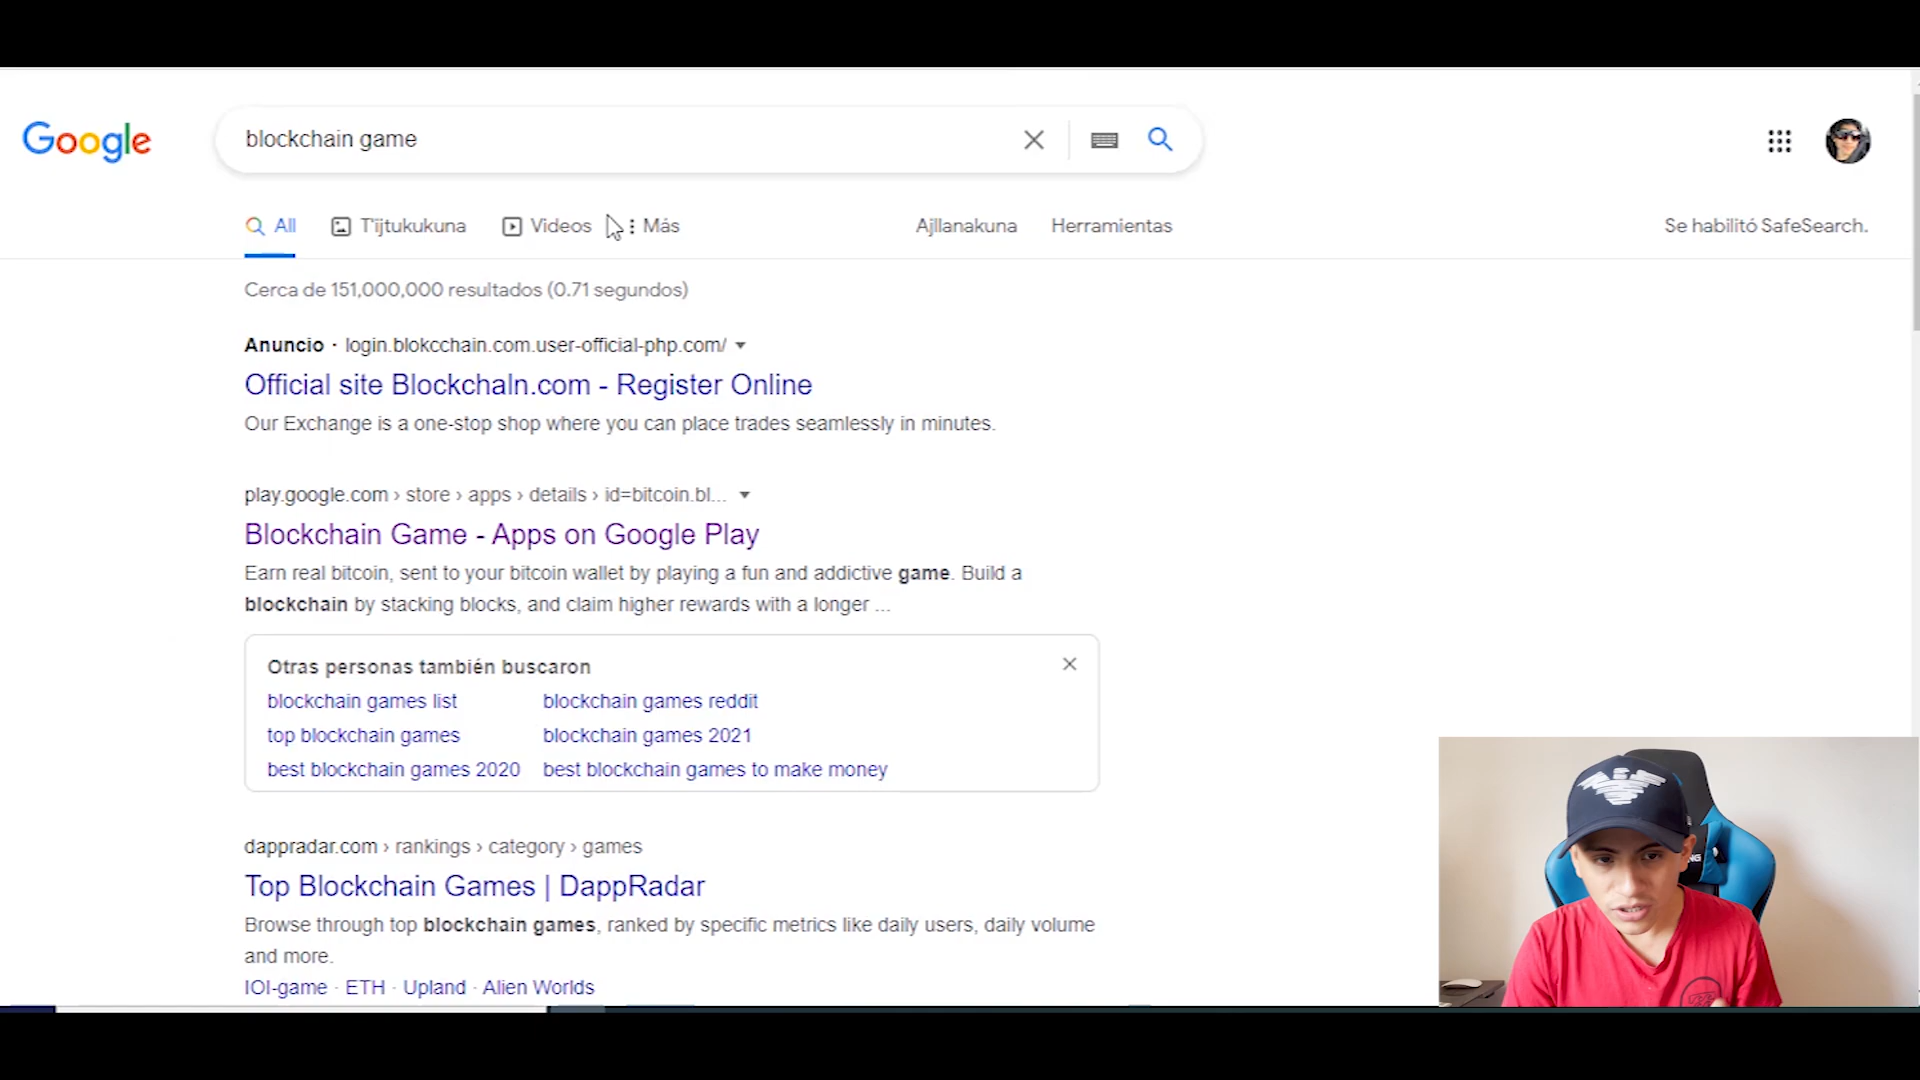 Google
blockchain game
All T'ijtukukuna Videos Más Ajllanakuna Herramientas Se habilitó SafeSearch.
Cerca de 151,000,000 resultados (0.71 segundos)
Anuncio · login.blokcchain.com.user-official-php.com/
Official site Blockchaln.com - Register Online
Our Exchange is a one-stop shop where you can place trades seamlessly in minutes.
play.google.com › store › apps › details › id=bitcoin.bl...
Blockchain Game - Apps on Google Play
Earn real bitcoin, sent to your bitcoin wallet by playing a fun and addictive game. Build a
blockchain by stacking blocks, and claim higher rewards with a longer ...
Otras personas también buscaron
blockchain games list blockchain games reddit
top blockchain games blockchain games 2021
best blockchain games 2020 best blockchain games to make money
dappradar.com › rankings › category › games
Top Blockchain Games | DappRadar
Browse through top blockchain games, ranked by specific metrics like daily users, daily volume
and more.
IOI-game · ETH · Upland · Alien Worlds